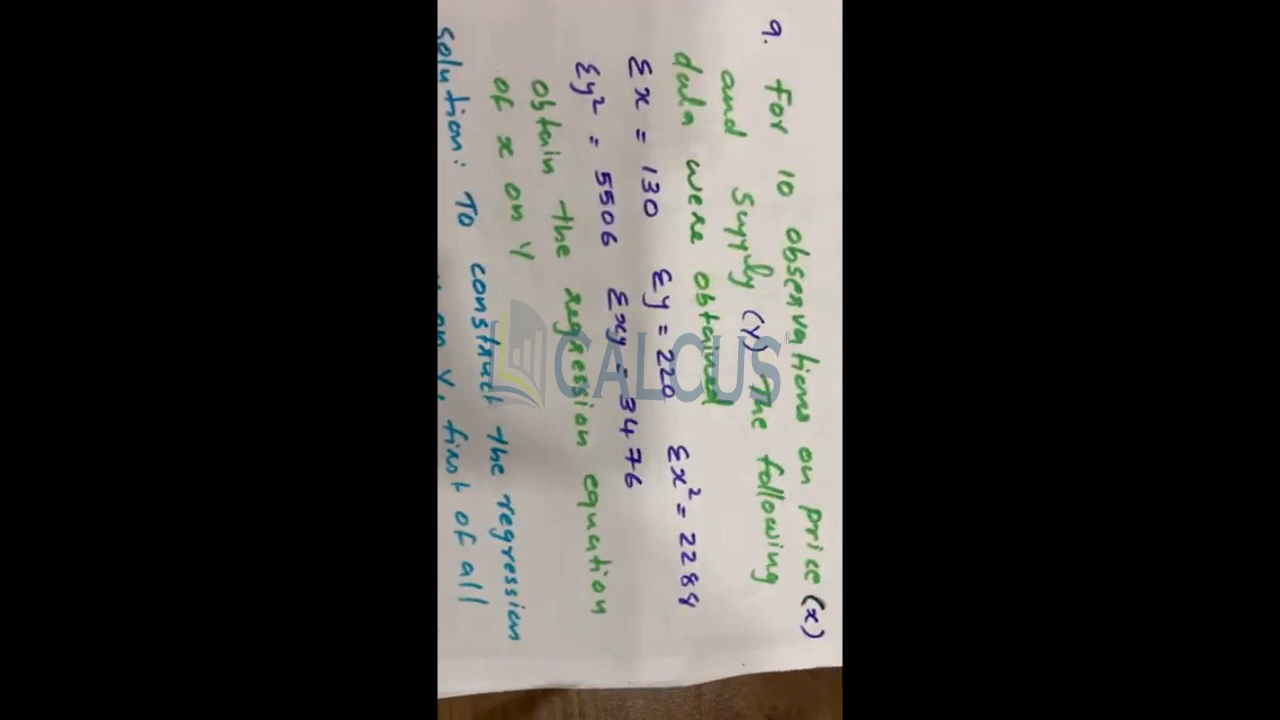 9. For 10 observations on price (x)
and supply (Y) The following
data were obtained
Σx = 130 Σy = 220 Σx² = 2288
Σy² = 5506 Σxy = 3476
obtain the regression equation
of x on Y
Solution: To construct the regression
on Y, first of all
CALCUS